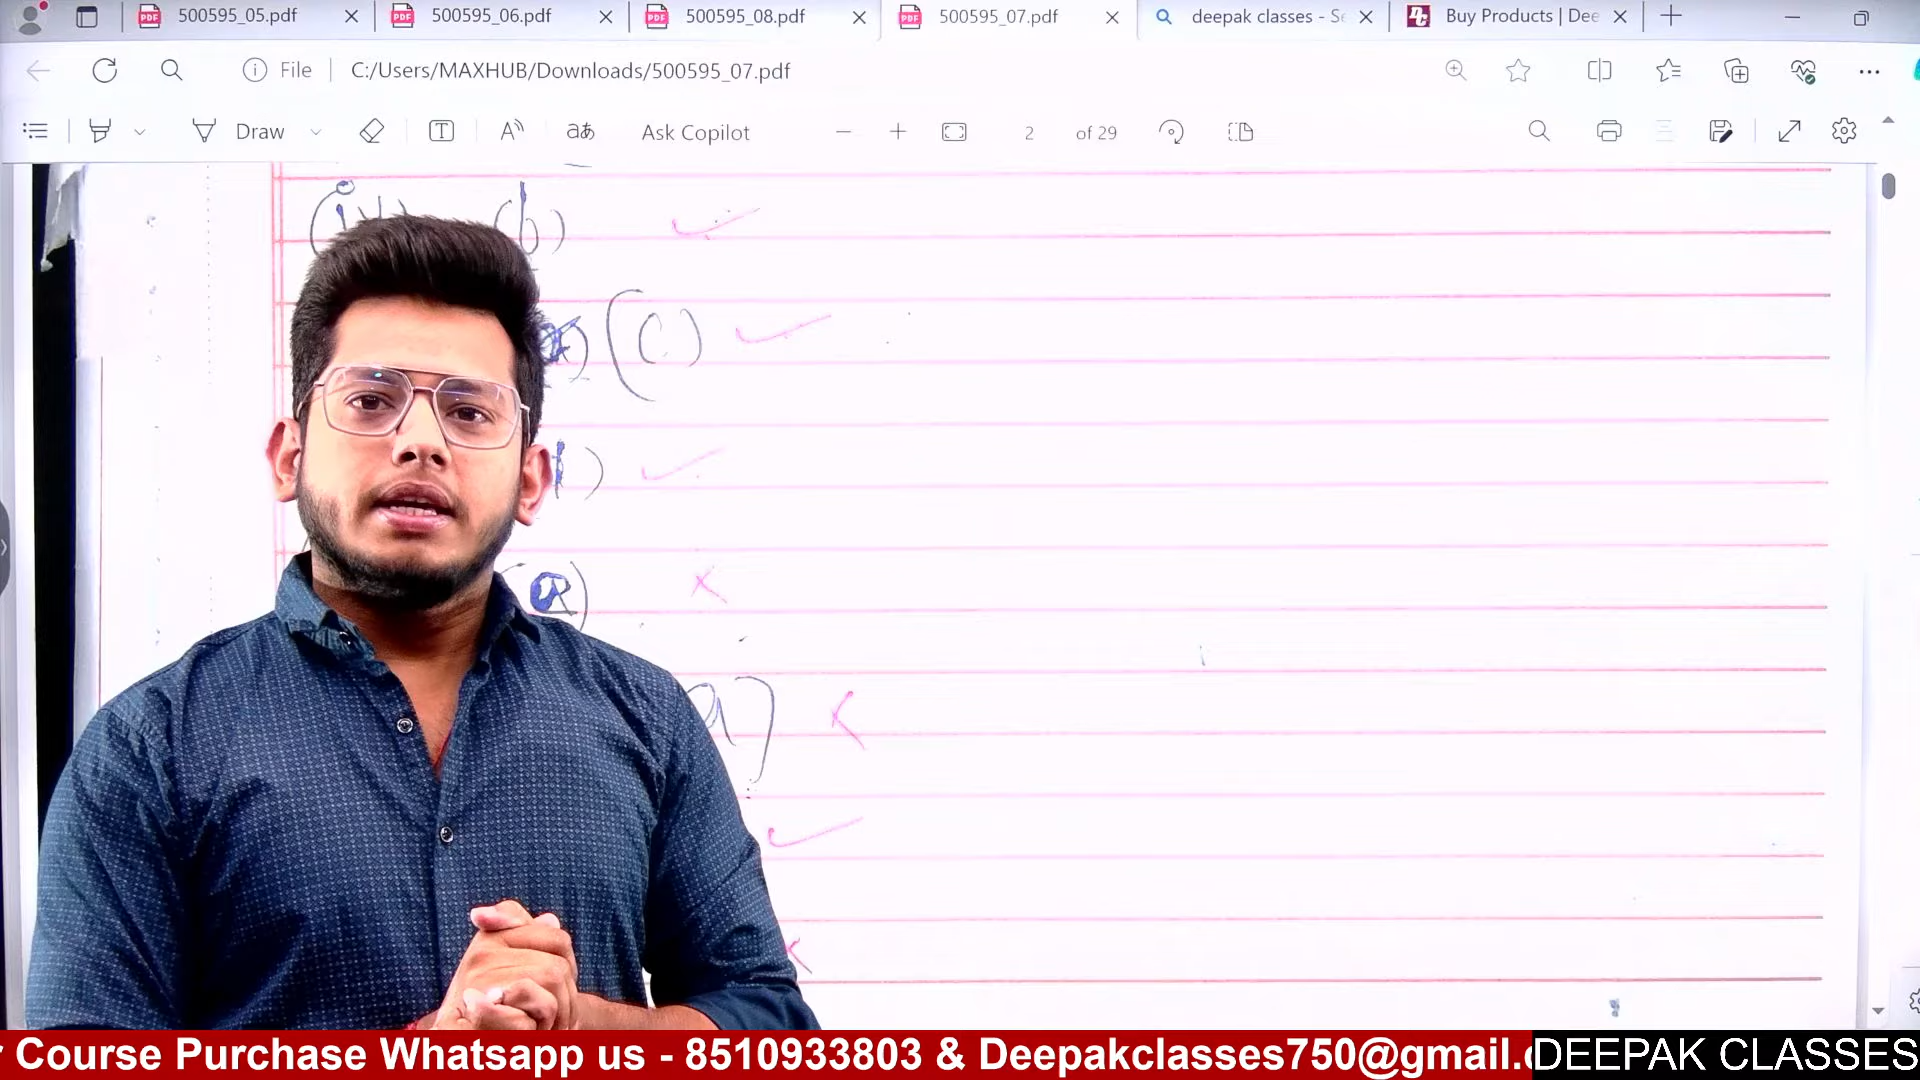 500595_05.pdf 500595_06.pdf 500595_08.pdf 500595_07.pdf deepak classes - Se Buy Products | Dee
File C:/Users/MAXHUB/Downloads/500595_07.pdf
Draw Ask Copilot 2 of 29
(iv) (b)
(c)
(a)
Course Purchase Whatsapp us - 8510933803 & Deepakclasses750@gmail.c DEEPAK CLASSES